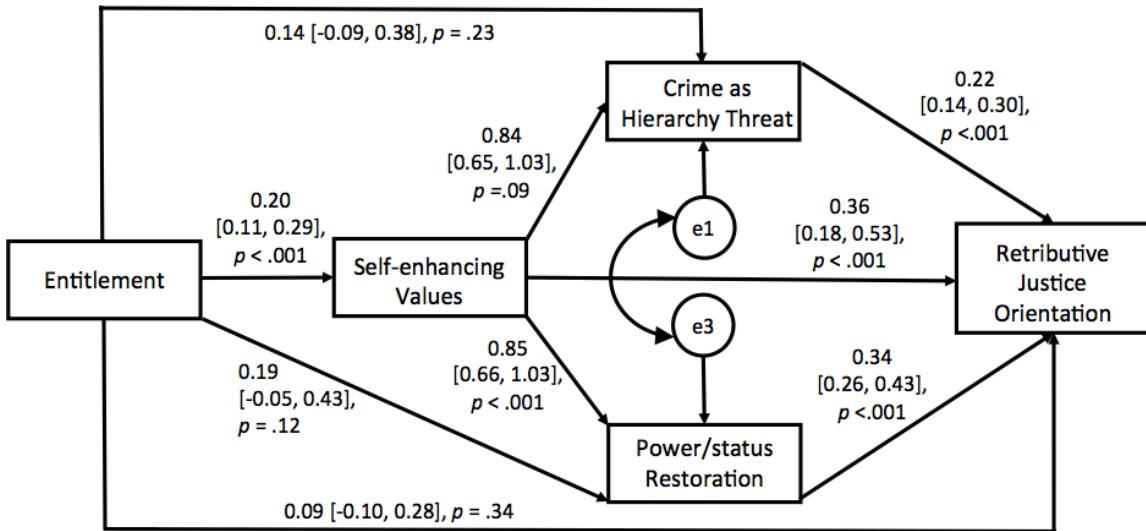 0.14 [-0.09, 0.38], p = .23
Crime as
Hierarchy Threat
0.22
[0.14, 0.30],
p <.001
0.84
[0.65, 1.03],
p =.09
0.20
[0.11, 0.29],
p < .001
e1
0.36
[0.18, 0.53],
p < .001
Entitlement
Self-enhancing
Values
Retributive
Justice
Orientation
e3
0.19
[-0.05, 0.43],
p = .12
0.85
[0.66, 1.03],
p < .001
0.34
[0.26, 0.43],
p <.001
Power/status
Restoration
0.09 [-0.10, 0.28], p = .34